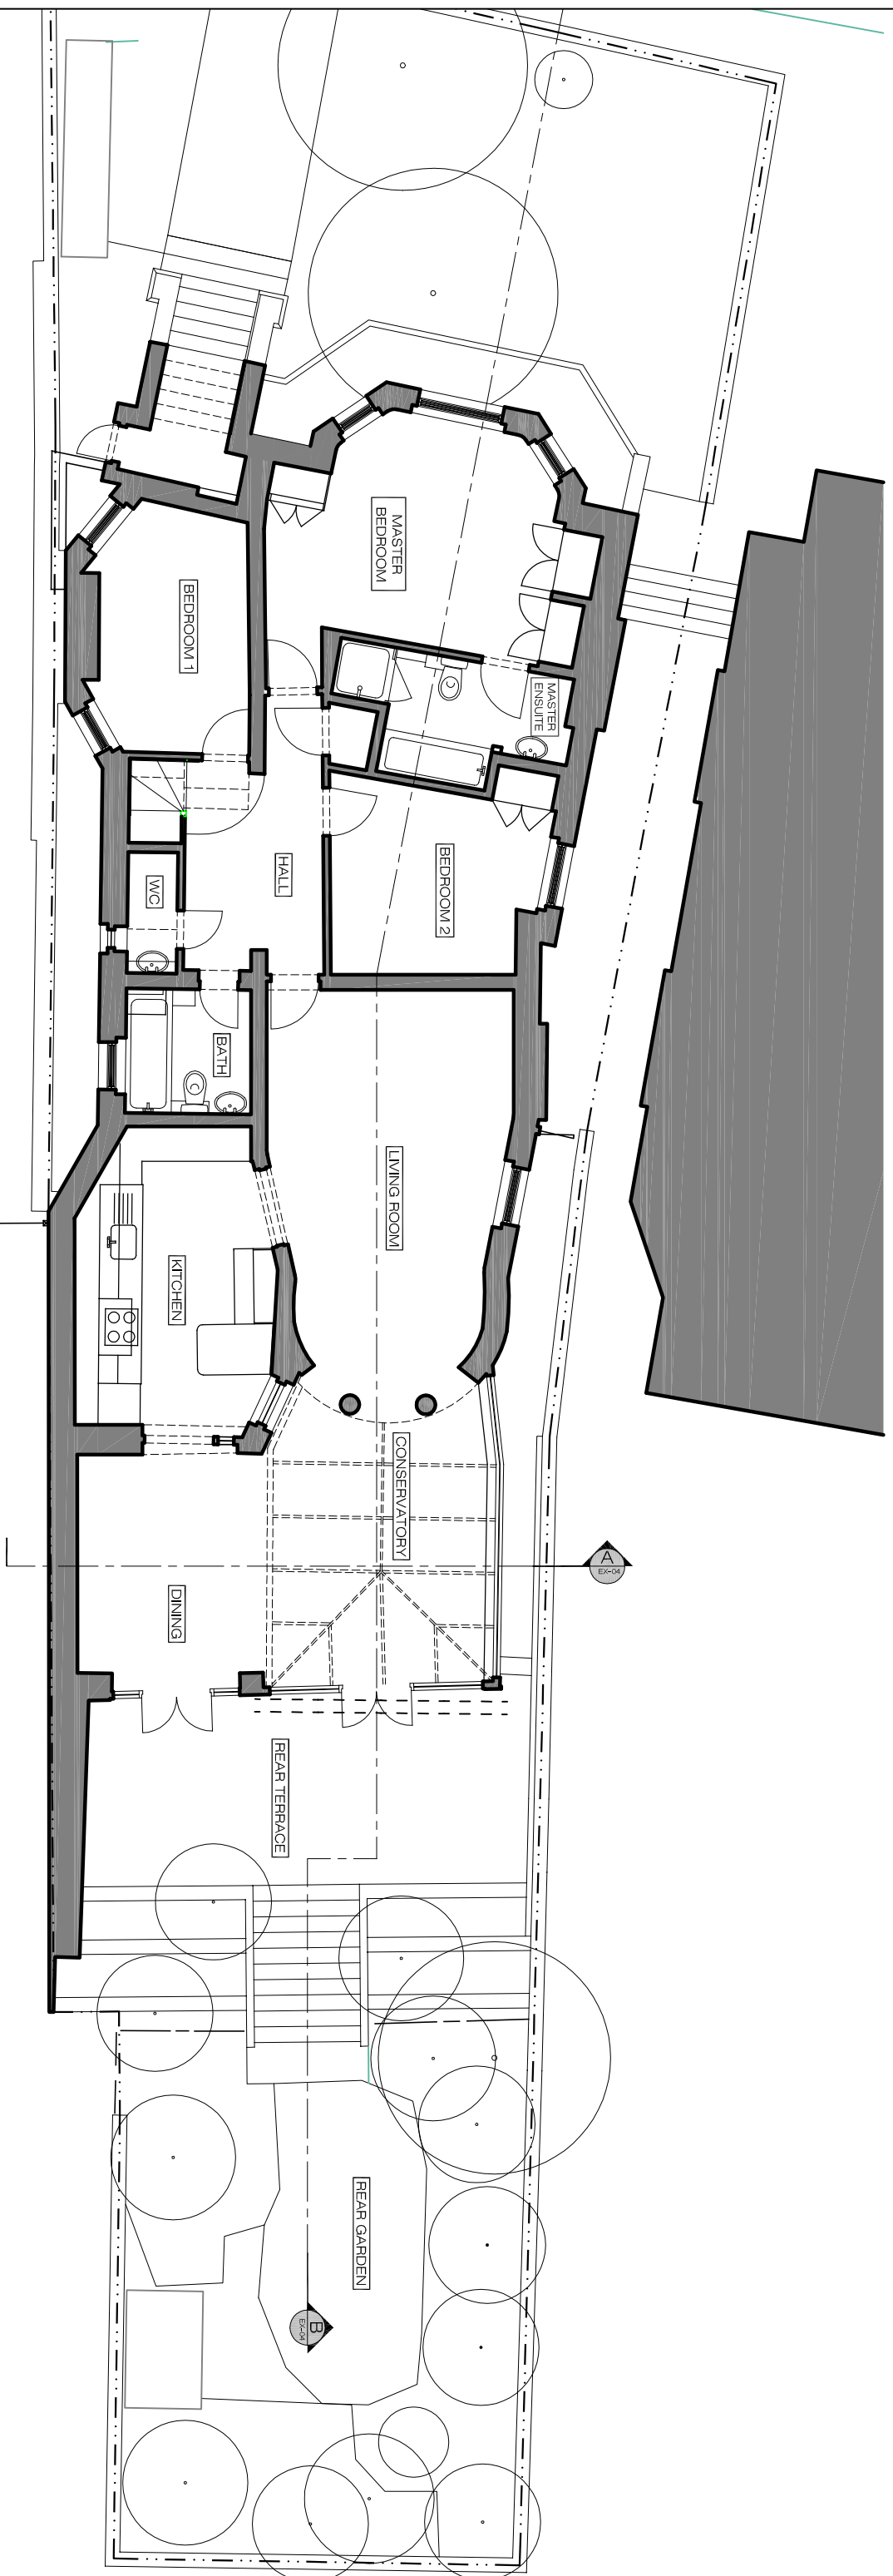 MASTER
BEDROOM
BEDROOM 1
MASTER
ENSUITE
BEDROOM 2
HALL
WC
BATH
LIVING ROOM
KITCHEN
CONSERVATORY
A
EX-04
DINING
REAR TERRACE
REAR GARDEN
B
EX-04